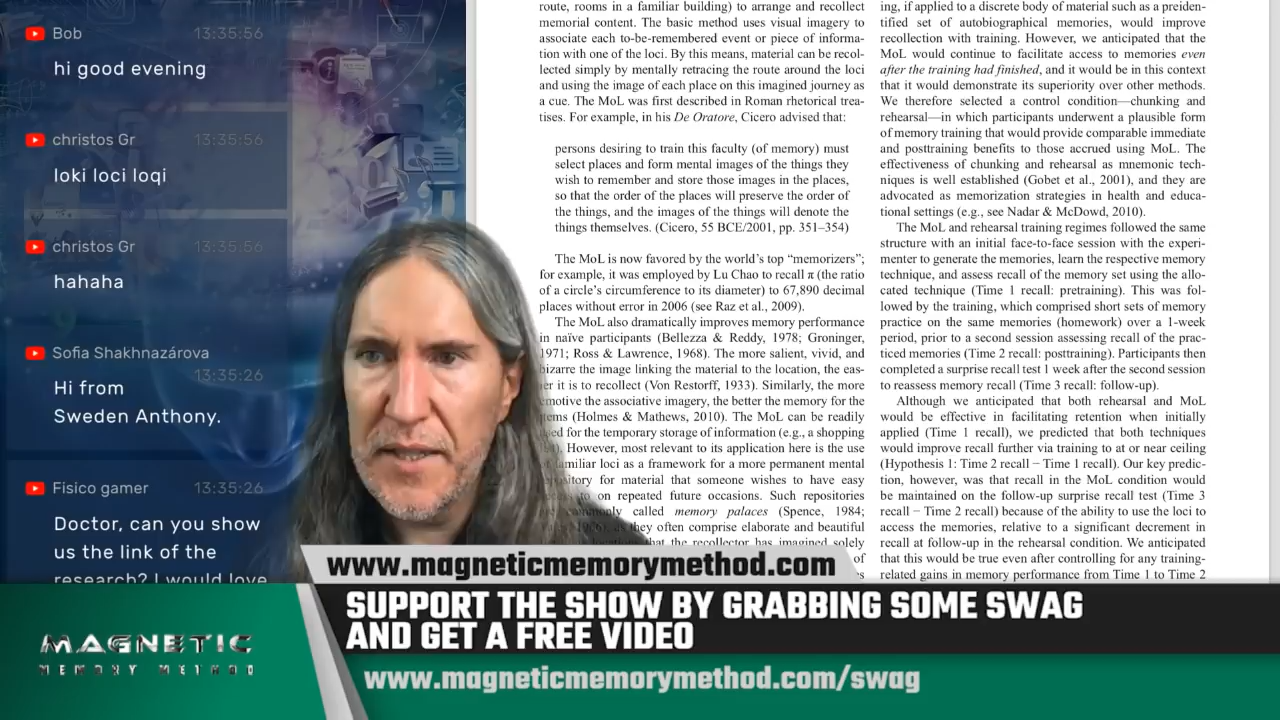 Bob 13:35:56
hi good evening
christos Gr 13:35:56
loki loci loqi
christos Gr 13:35:56
hahaha
Sofia Shakhnazárova
13:35:26
Hi from
Sweden Anthony.
Fisico gamer 13:35:26
Doctor, can you show
us the link of the
research? I would love
route, rooms in a familiar building) to arrange and recollect
memorial content. The basic method uses visual imagery to
associate each to-be-remembered event or piece of informa-
tion with one of the loci. By this means, material can be recol-
lected simply by mentally retracing the route around the loci
and using the image of each place on this imagined journey as
a cue. The MoL was first described in Roman rhetorical trea-
tises. For example, in his De Oratore, Cicero advised that:
persons desiring to train this faculty (of memory) must
select places and form mental images of the things they
wish to remember and store those images in the places,
so that the order of the places will preserve the order of
the things, and the images of the things will denote the
things themselves. (Cicero, 55 BCE/2001, pp. 351–354)
The MoL is now favored by the world's top “memorizers”;
for example, it was employed by Lu Chao to recall π (the ratio
of a circle's circumference to its diameter) to 67,890 decimal
places without error in 2006 (see Raz et al., 2009).
The MoL also dramatically improves memory performance
in naïve participants (Bellezza & Reddy, 1978; Groninger,
1971; Ross & Lawrence, 1968). The more salient, vivid, and
bizarre the image linking the material to the location, the eas-
er it is to recollect (Von Restorff, 1933). Similarly, the more
emotive the associative imagery, the better the memory for the
items (Holmes & Mathews, 2010). The MoL can be readily
used for the temporary storage of information (e.g., a shopping
However, most relevant to its application here is the use
familiar loci as a framework for a more permanent mental
repository for material that someone wishes to have easy
to on repeated future occasions. Such repositories
commonly called memory palaces (Spence, 1984;
as they often comprise elaborate and beautiful
that the recollector has imagined solely
of
ing, if applied to a discrete body of material such as a preiden-
tified set of autobiographical memories, would improve
recollection with training. However, we anticipated that the
MoL would continue to facilitate access to memories even
after the training had finished, and it would be in this context
that it would demonstrate its superiority over other methods.
We therefore selected a control condition—chunking and
rehearsal—in which participants underwent a plausible form
of memory training that would provide comparable immediate
and posttraining benefits to those accrued using MoL. The
effectiveness of chunking and rehearsal as mnemonic tech-
niques is well established (Gobet et al., 2001), and they are
advocated as memorization strategies in health and educa-
tional settings (e.g., see Nadar & McDowd, 2010).
The MoL and rehearsal training regimes followed the same
structure with an initial face-to-face session with the experi-
menter to generate the memories, learn the respective memory
technique, and assess recall of the memory set using the allo-
cated technique (Time 1 recall: pretraining). This was fol-
lowed by the training, which comprised short sets of memory
practice on the same memories (homework) over a 1-week
period, prior to a second session assessing recall of the prac-
ticed memories (Time 2 recall: posttraining). Participants then
completed a surprise recall test 1 week after the second session
to reassess memory recall (Time 3 recall: follow-up).
Although we anticipated that both rehearsal and MoL
would be effective in facilitating retention when initially
applied (Time 1 recall), we predicted that both techniques
would improve recall further via training to at or near ceiling
(Hypothesis 1: Time 2 recall − Time 1 recall). Our key predic-
tion, however, was that recall in the MoL condition would
be maintained on the follow-up surprise recall test (Time 3
recall − Time 2 recall) because of the ability to use the loci to
access the memories, relative to a significant decrement in
recall at follow-up in the rehearsal condition. We anticipated
that this would be true even after controlling for any training-
related gains in memory performance from Time 1 to Time 2
www.magneticmemorymethod.com
SUPPORT THE SHOW BY GRABBING SOME SWAG
AND GET A FREE VIDEO
www.magneticmemorymethod.com/swag
MAGNETIC
MEMORY METHOD